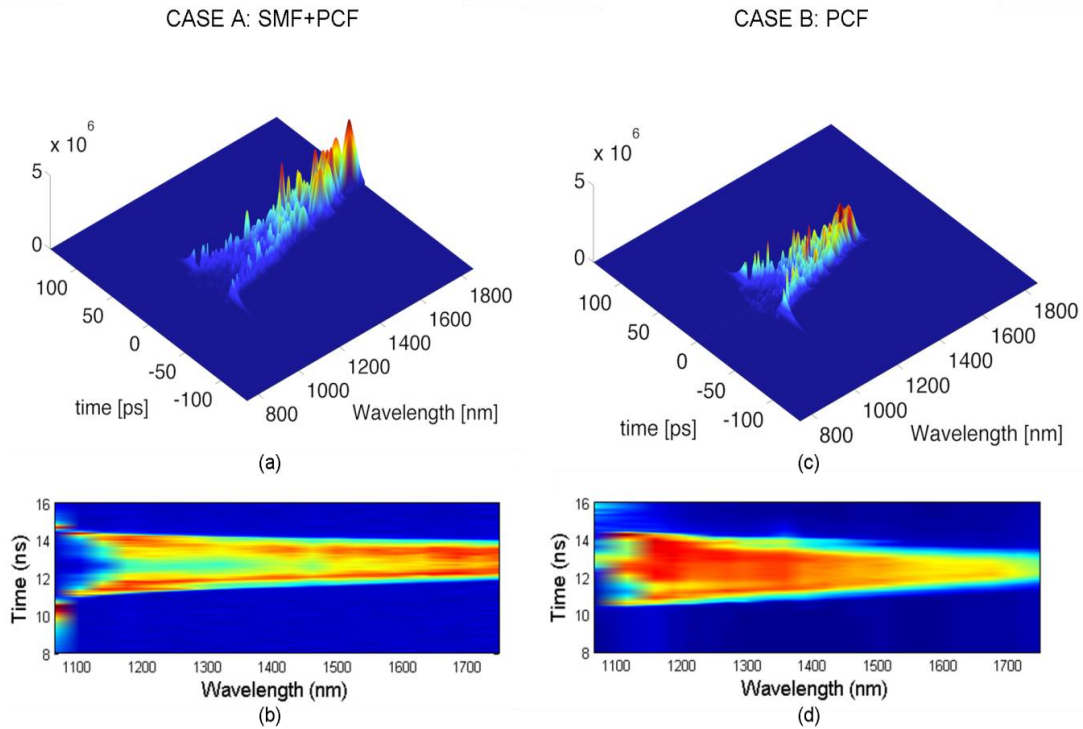 CASE A: SMF+PCF
CASE B: PCF
x 10 6
5
0
100
50
0
-50
-100
time [ps]
800
1000
1200
1400
1600
1800
Wavelength [nm]
(a)
x 10 6
5
0
100
50
0
-50
-100
time [ps]
800
1000
1200
1400
1600
1800
Wavelength [nm]
(c)
Time (ns)
16
14
12
10
8
1100 1200 1300 1400 1500 1600 1700
Wavelength (nm)
(b)
Time (ns)
16
14
12
10
8
1100 1200 1300 1400 1500 1600 1700
Wavelength (nm)
(d)